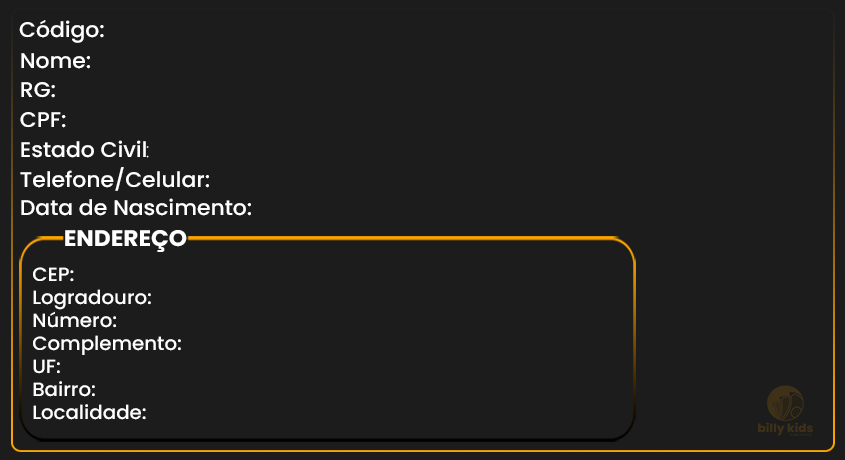 Código:
Nome:
RG:
CPF:
Estado Civil:
Telefone/Celular:
Data de Nascimento:
ENDEREÇO
CEP:
Logradouro:
Número:
Complemento:
UF:
Bairro:
Localidade:
billy kids